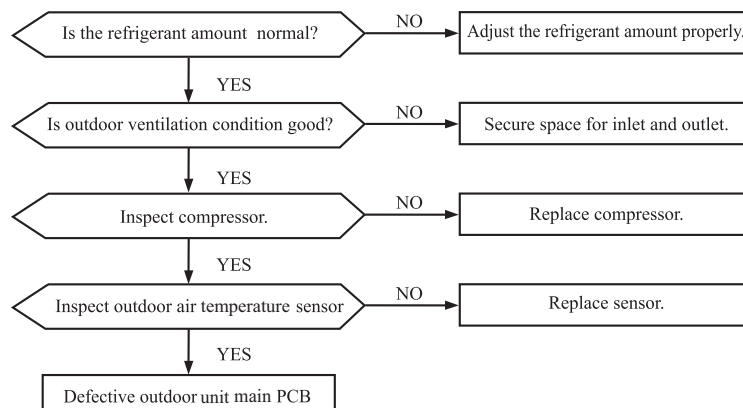 Is the refrigerant amount normal?
NO
Adjust the refrigerant amount properly.
YES
Is outdoor ventilation condition good?
NO
Secure space for inlet and outlet.
YES
Inspect compressor.
NO
Replace compressor.
YES
Inspect outdoor air temperature sensor
NO
Replace sensor.
YES
Defective outdoor unit main PCB